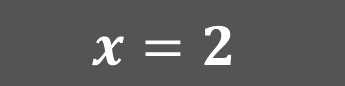 x = 2